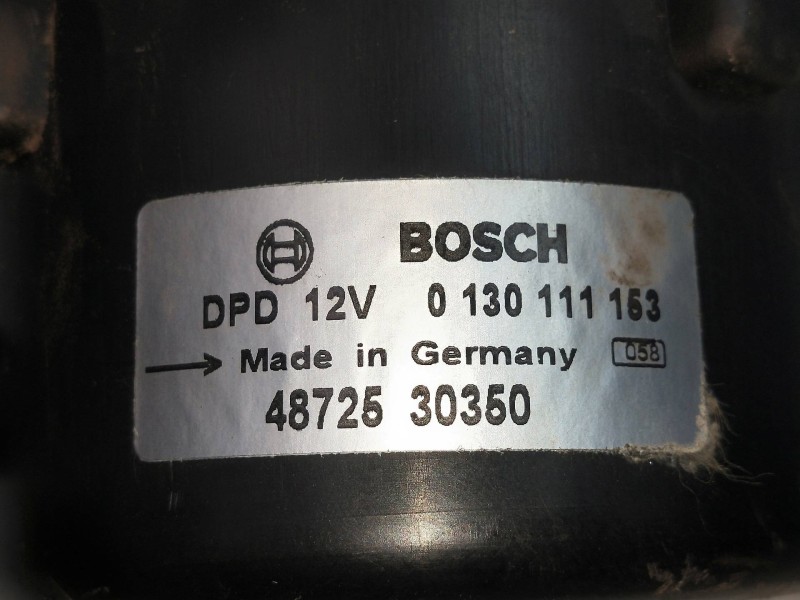 BOSCH
DPD 12V 0 130 111 153
Made in Germany 058
48725 30350